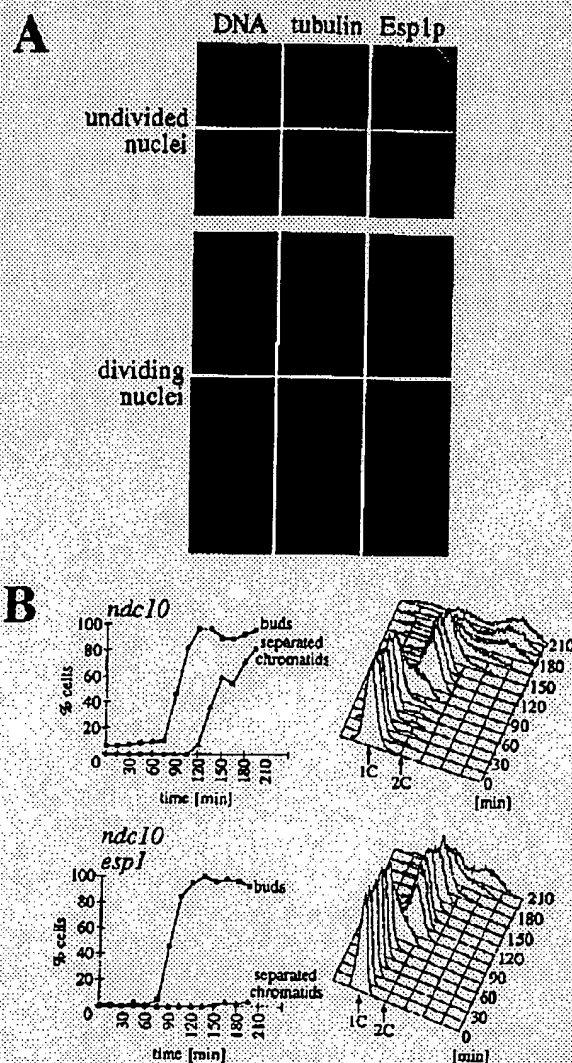 A
DNA tubulin Esp1p
undivided
nuclei
dividing
nuclei
B
ndc10
100
80
60
40
20
0
% cells
buds
separated
chromatids
30 60 90 120 150 180 210
time [min]
1C 2C
0 30 60 90 120 150 180 210
[min]
ndc10
esp1
100
80
60
40
20
0
% cells
buds
separated
chromatids
30 60 90 120 150 180 210
time [min]
1C 2C
0 30 60 90 120 150 180 210
[min]